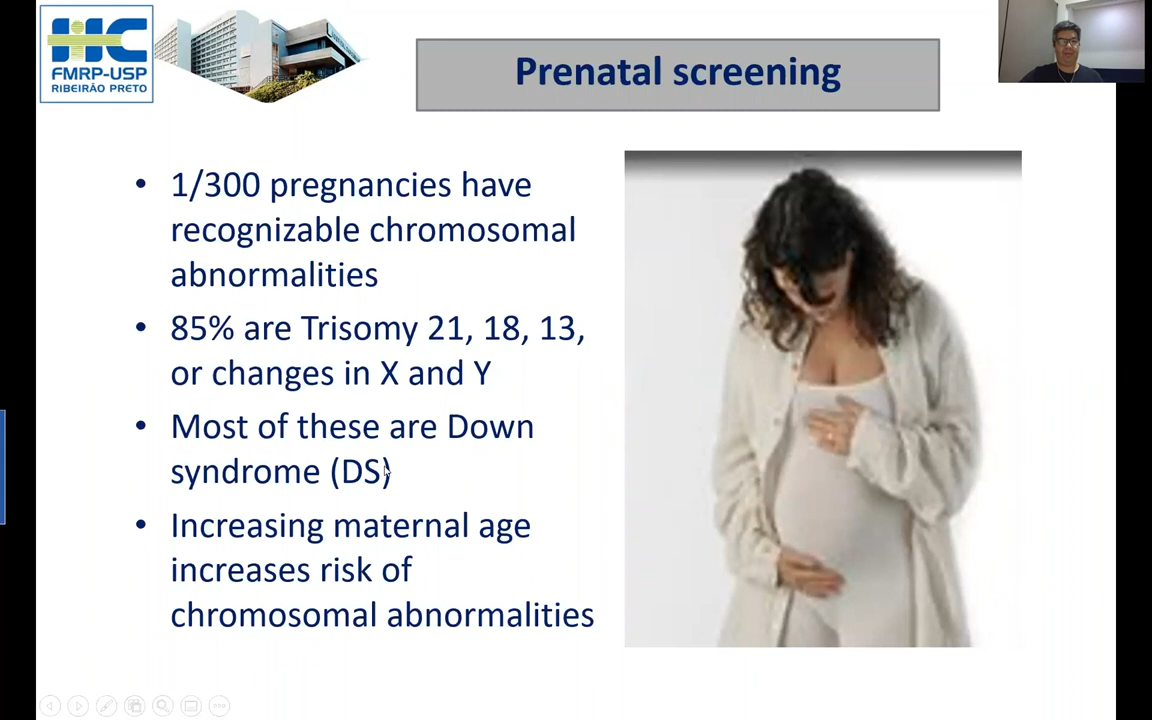 HC
FMRP-USP
RIBEIRÃO PRETO
Prenatal screening
• 1/300 pregnancies have
recognizable chromosomal
abnormalities
• 85% are Trisomy 21, 18, 13,
or changes in X and Y
• Most of these are Down
syndrome (DS)
• Increasing maternal age
increases risk of
chromosomal abnormalities